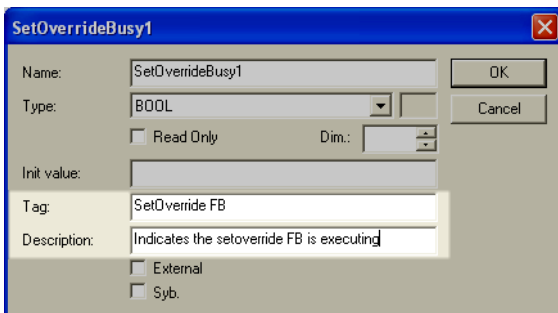 SetOverrideBusy1
Name: SetOverrideBusy1 OK
Type: BOOL Cancel
Read Only Dim.:
Init value:
Tag: SetOverride FB
Description: Indicates the setoverride FB is executing
External
Syb.